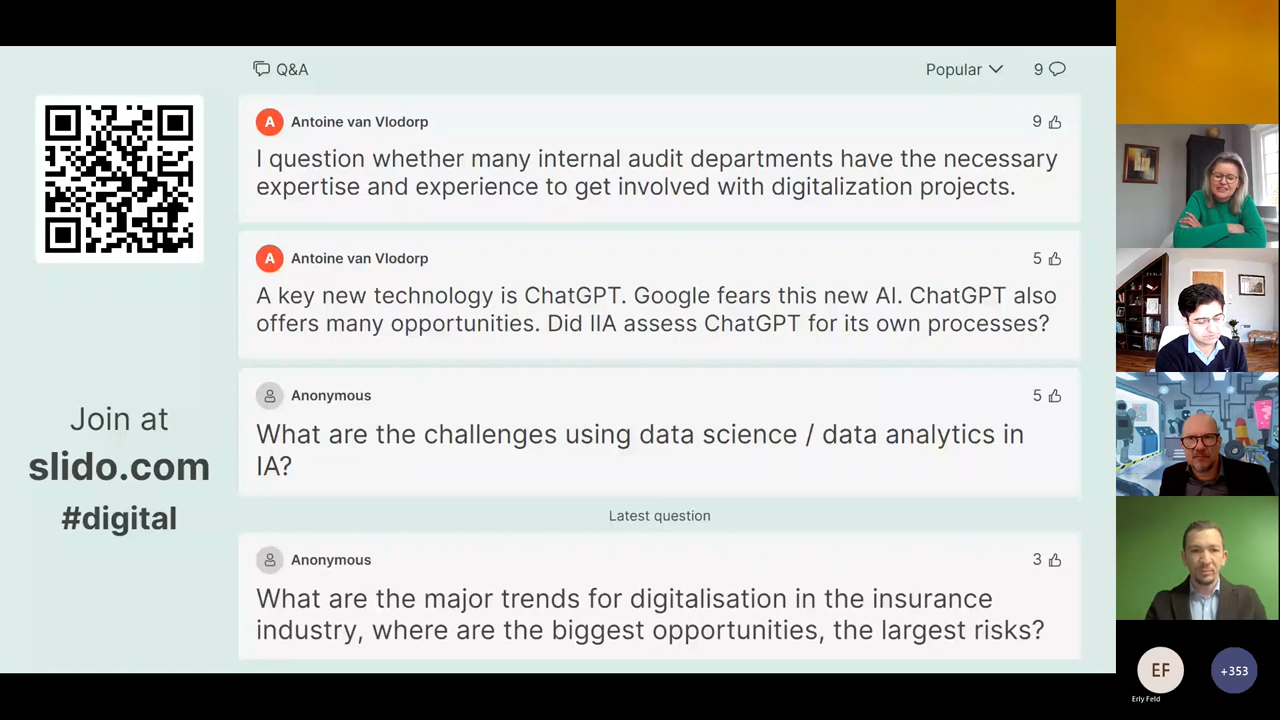 Q&A
Popular
9
A
Antoine van Vlodorp
9
I question whether many internal audit departments have the necessary
expertise and experience to get involved with digitalization projects.
A
Antoine van Vlodorp
5
A key new technology is ChatGPT. Google fears this new AI. ChatGPT also
offers many opportunities. Did IIA assess ChatGPT for its own processes?
Anonymous
5
What are the challenges using data science / data analytics in
IA?
Latest question
Anonymous
3
What are the major trends for digitalisation in the insurance
industry, where are the biggest opportunities, the largest risks?
Join at
slido.com
#digital
EF
Erly Feld
+353